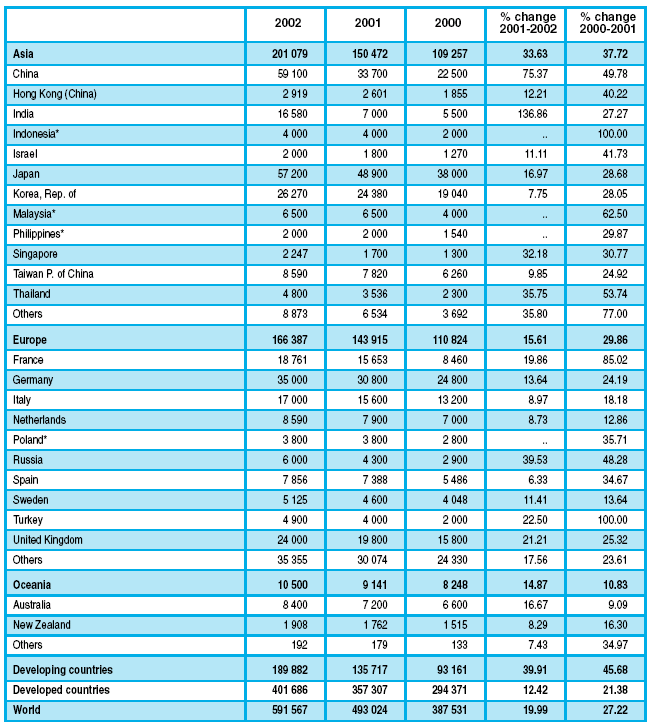 2002 2001 2000 % change 2001-2002 % change 2000-2001
Asia 201 079 150 472 109 257 33.63 37.72
China 59 100 33 700 22 500 75.37 49.78
Hong Kong (China) 2 919 2 601 1 855 12.21 40.22
India 16 580 7 000 5 500 136.86 27.27
Indonesia* 4 000 4 000 2 000 .. 100.00
Israel 2 000 1 800 1 270 11.11 41.73
Japan 57 200 48 900 38 000 16.97 28.68
Korea, Rep. of 26 270 24 380 19 040 7.75 28.05
Malaysia* 6 500 6 500 4 000 .. 62.50
Philippines* 2 000 2 000 1 540 .. 29.87
Singapore 2 247 1 700 1 300 32.18 30.77
Taiwan P. of China 8 590 7 820 6 260 9.85 24.92
Thailand 4 800 3 536 2 300 35.75 53.74
Others 8 873 6 534 3 692 35.80 77.00
Europe 166 387 143 915 110 824 15.61 29.86
France 18 761 15 653 8 460 19.86 85.02
Germany 35 000 30 800 24 800 13.64 24.19
Italy 17 000 15 600 13 200 8.97 18.18
Netherlands 8 590 7 900 7 000 8.73 12.86
Poland* 3 800 3 800 2 800 .. 35.71
Russia 6 000 4 300 2 900 39.53 48.28
Spain 7 856 7 388 5 486 6.33 34.67
Sweden 5 125 4 600 4 048 11.41 13.64
Turkey 4 900 4 000 2 000 22.50 100.00
United Kingdom 24 000 19 800 15 800 21.21 25.32
Others 35 355 30 074 24 330 17.56 23.61
Oceania 10 500 9 141 8 248 14.87 10.83
Australia 8 400 7 200 6 600 16.67 9.09
New Zealand 1 908 1 762 1 515 8.29 16.30
Others 192 179 133 7.43 34.97
Developing countries 189 882 135 717 93 161 39.91 45.68
Developed countries 401 686 357 307 294 371 12.42 21.38
World 591 567 493 024 387 531 19.99 27.22